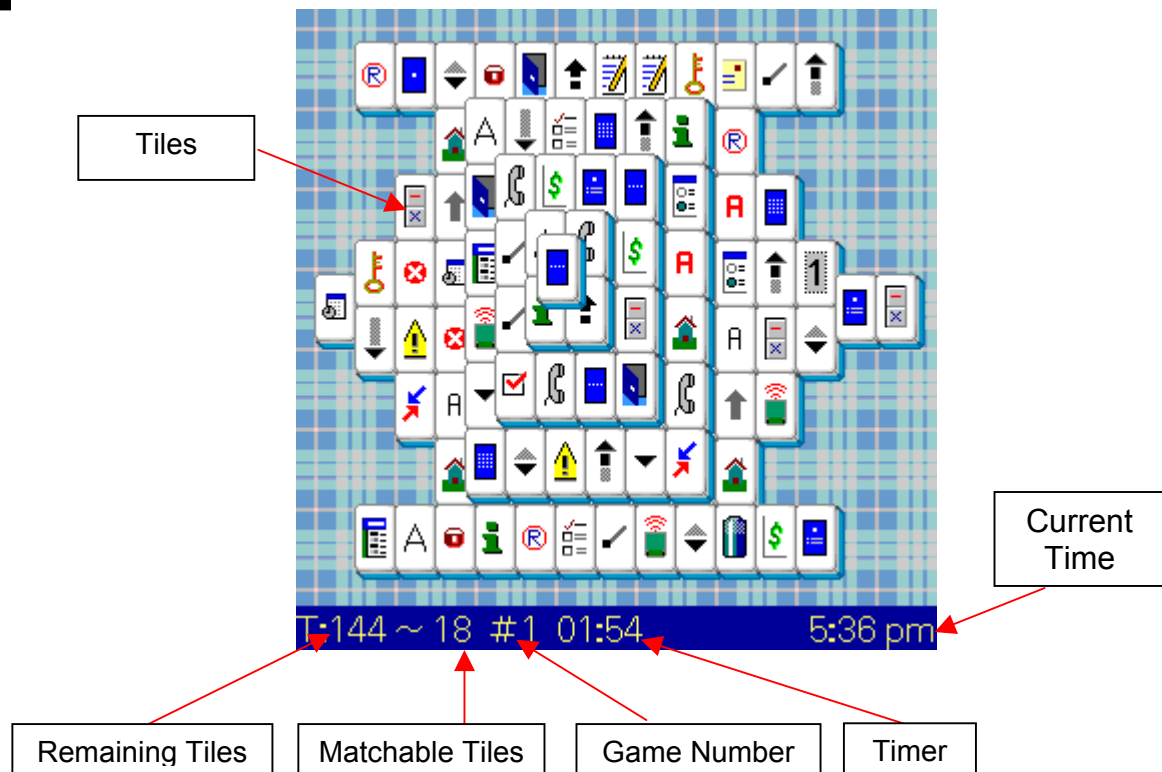 Tiles
Current
Time
T:144 ~ 18 #1 01:54 5:36 pm
Remaining Tiles
Matchable Tiles
Game Number
Timer